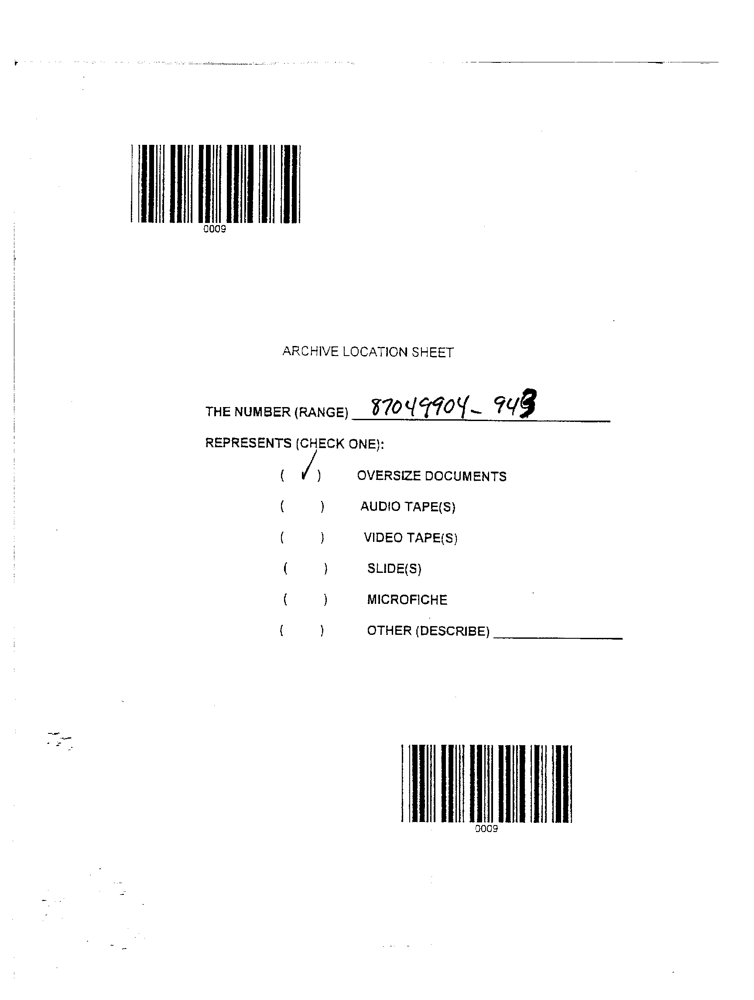 0009
ARCHIVE LOCATION SHEET
THE NUMBER (RANGE) 87049904 - 943
REPRESENTS (CHECK ONE):
( ✓ ) OVERSIZE DOCUMENTS
( ) AUDIO TAPE(S)
( ) VIDEO TAPE(S)
( ) SLIDE(S)
( ) MICROFICHE
( ) OTHER (DESCRIBE)
0009